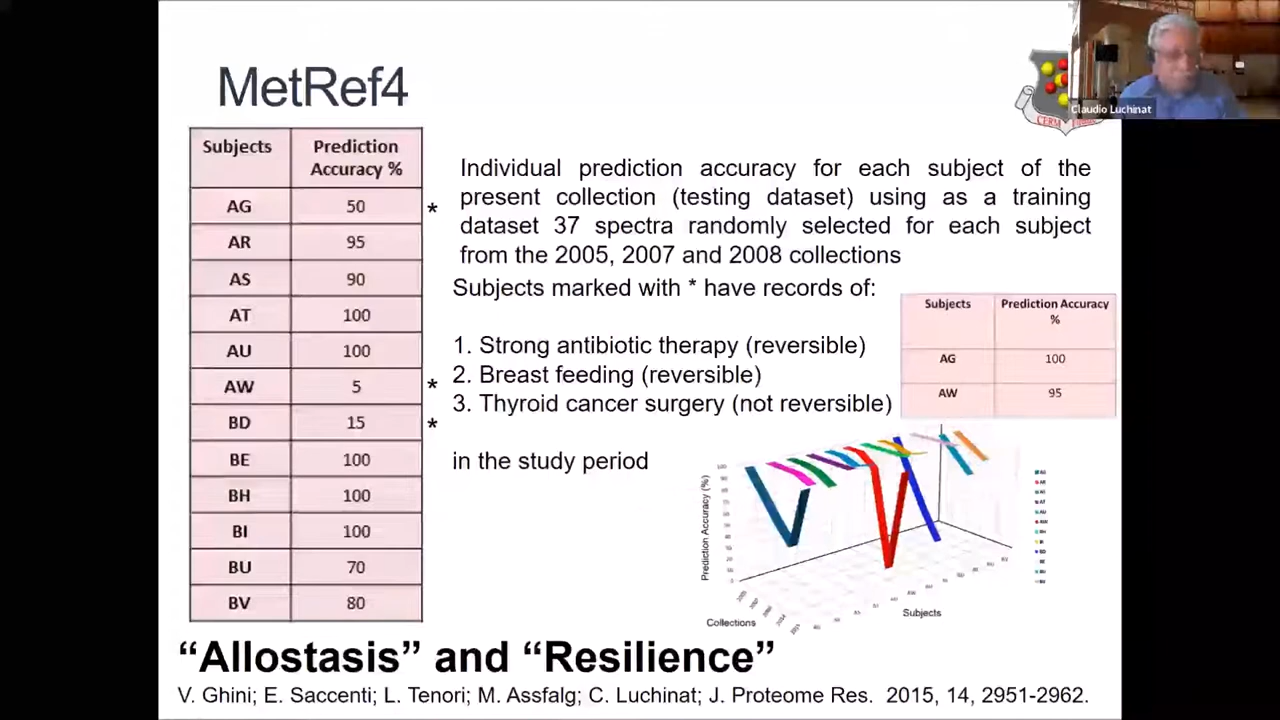 MetRef4
Claudio Luchinat
CERM
Subjects Prediction Accuracy %
AG 50 *
AR 95
AS 90
AT 100
AU 100
AW 5 *
BD 15 *
BE 100
BH 100
BI 100
BU 70
BV 80
Individual prediction accuracy for each subject of the
present collection (testing dataset) using as a training
dataset 37 spectra randomly selected for each subject
from the 2005, 2007 and 2008 collections
Subjects marked with * have records of:
1. Strong antibiotic therapy (reversible)
2. Breast feeding (reversible)
3. Thyroid cancer surgery (not reversible)
in the study period
Subjects Prediction Accuracy
%
AG 100
AW 95
Prediction Accuracy (%)
Collections
Subjects
“Allostasis” and “Resilience”
V. Ghini; E. Saccenti; L. Tenori; M. Assfalg; C. Luchinat; J. Proteome Res. 2015, 14, 2951-2962.